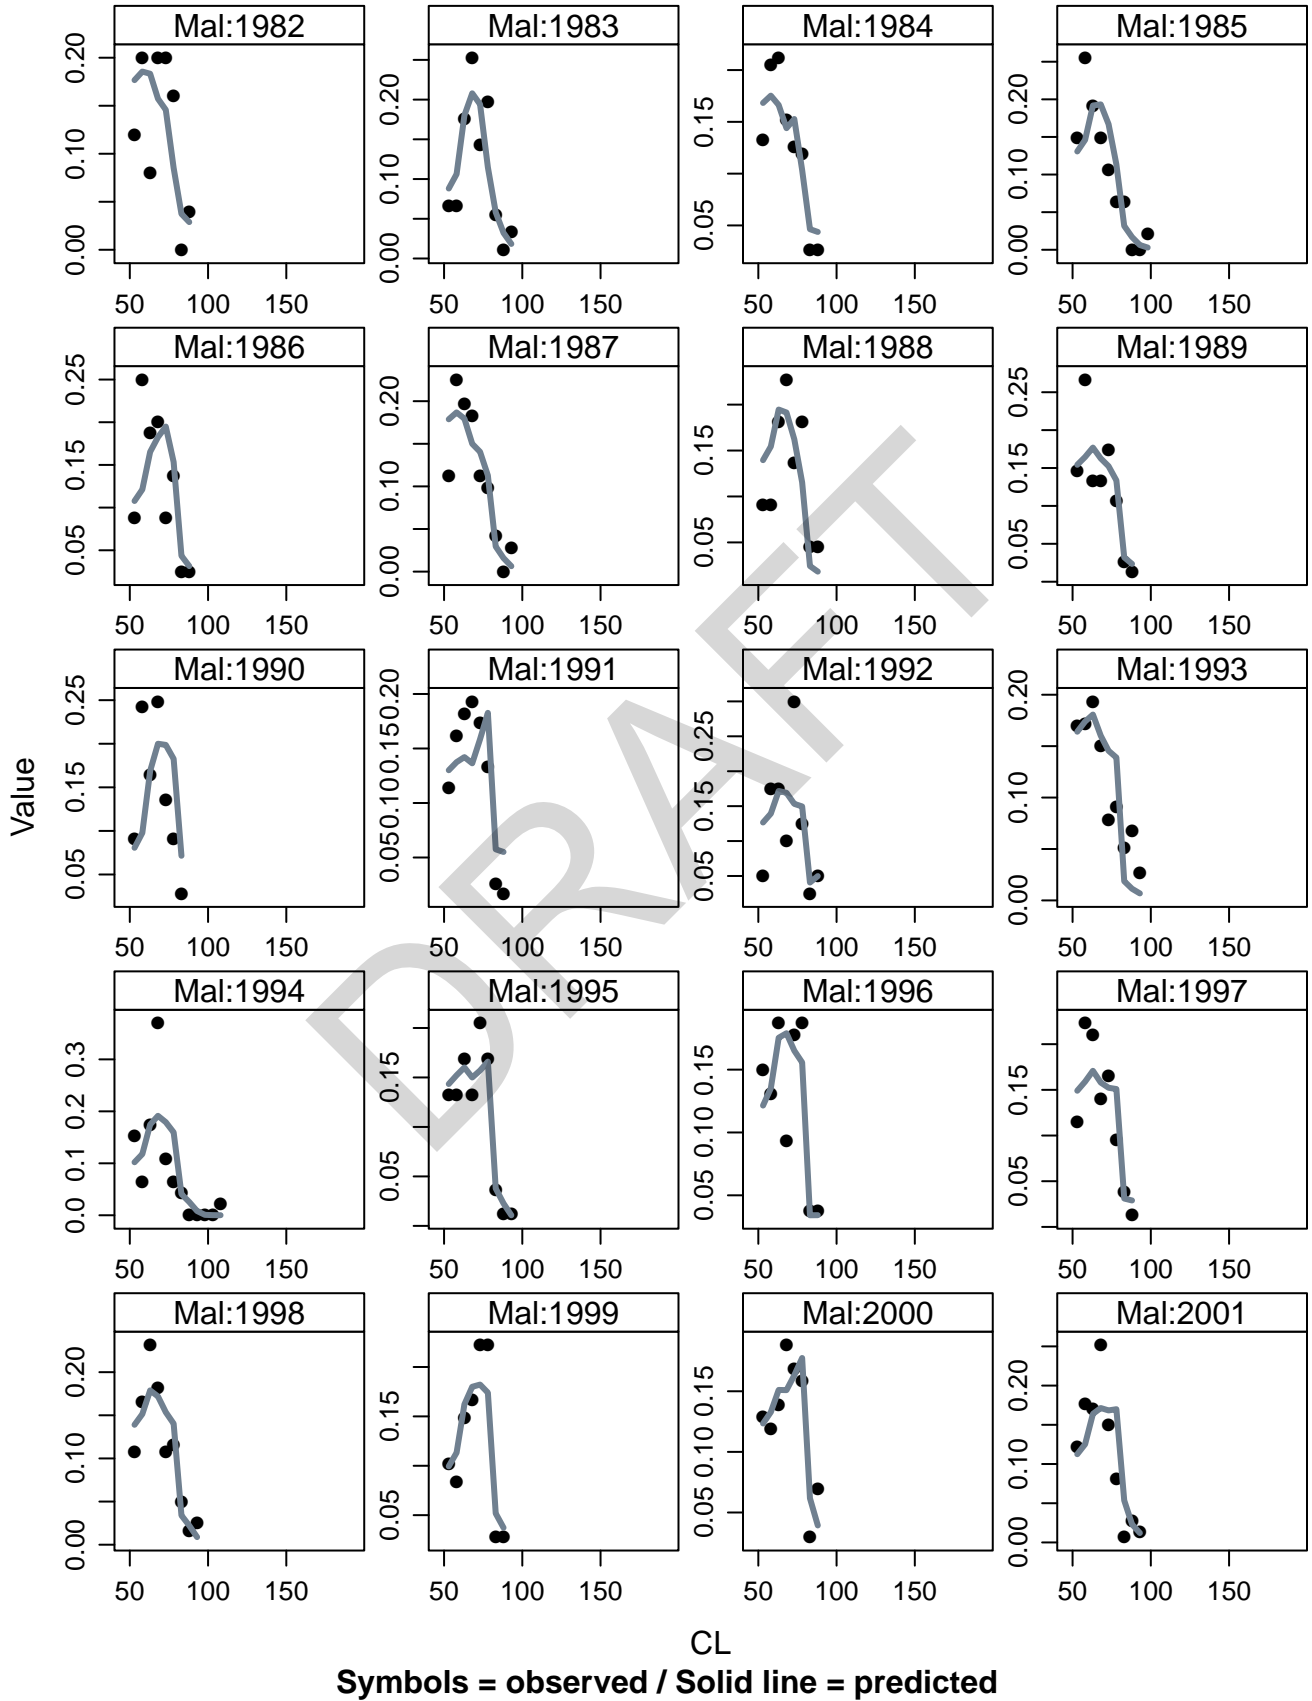 Mal:1982 Mal:1983 Mal:1984 Mal:1985
0.00 0.10 0.20
0.00 0.10 0.20
0.05 0.15
0.00 0.10 0.20
50 100 150 50 100 150 50 100 150 50 100 150
Mal:1986 Mal:1987 Mal:1988 Mal:1989
0.05 0.15 0.25
0.00 0.10 0.20
0.05 0.15
0.05 0.15 0.25
50 100 150 50 100 150 50 100 150 50 100 150
Mal:1990 Mal:1991 Mal:1992 Mal:1993
0.05 0.15 0.25
0.05 0.10 0.15 0.20
0.05 0.15 0.25
0.00 0.10 0.20
Value
DRAFT
Mal:1994 Mal:1995 Mal:1996 Mal:1997
50 100 150 50 100 150 50 100 150 50 100 150
0.0 0.1 0.2 0.3
0.05 0.15
0.05 0.10 0.15
0.05 0.15
50 100 150 50 100 150 50 100 150 50 100 150
Mal:1998 Mal:1999 Mal:2000 Mal:2001
0.00 0.10 0.20
0.05 0.15
0.05 0.10 0.15
0.00 0.10 0.20
50 100 150 50 100 150 50 100 150 50 100 150
CL
Symbols = observed / Solid line = predicted